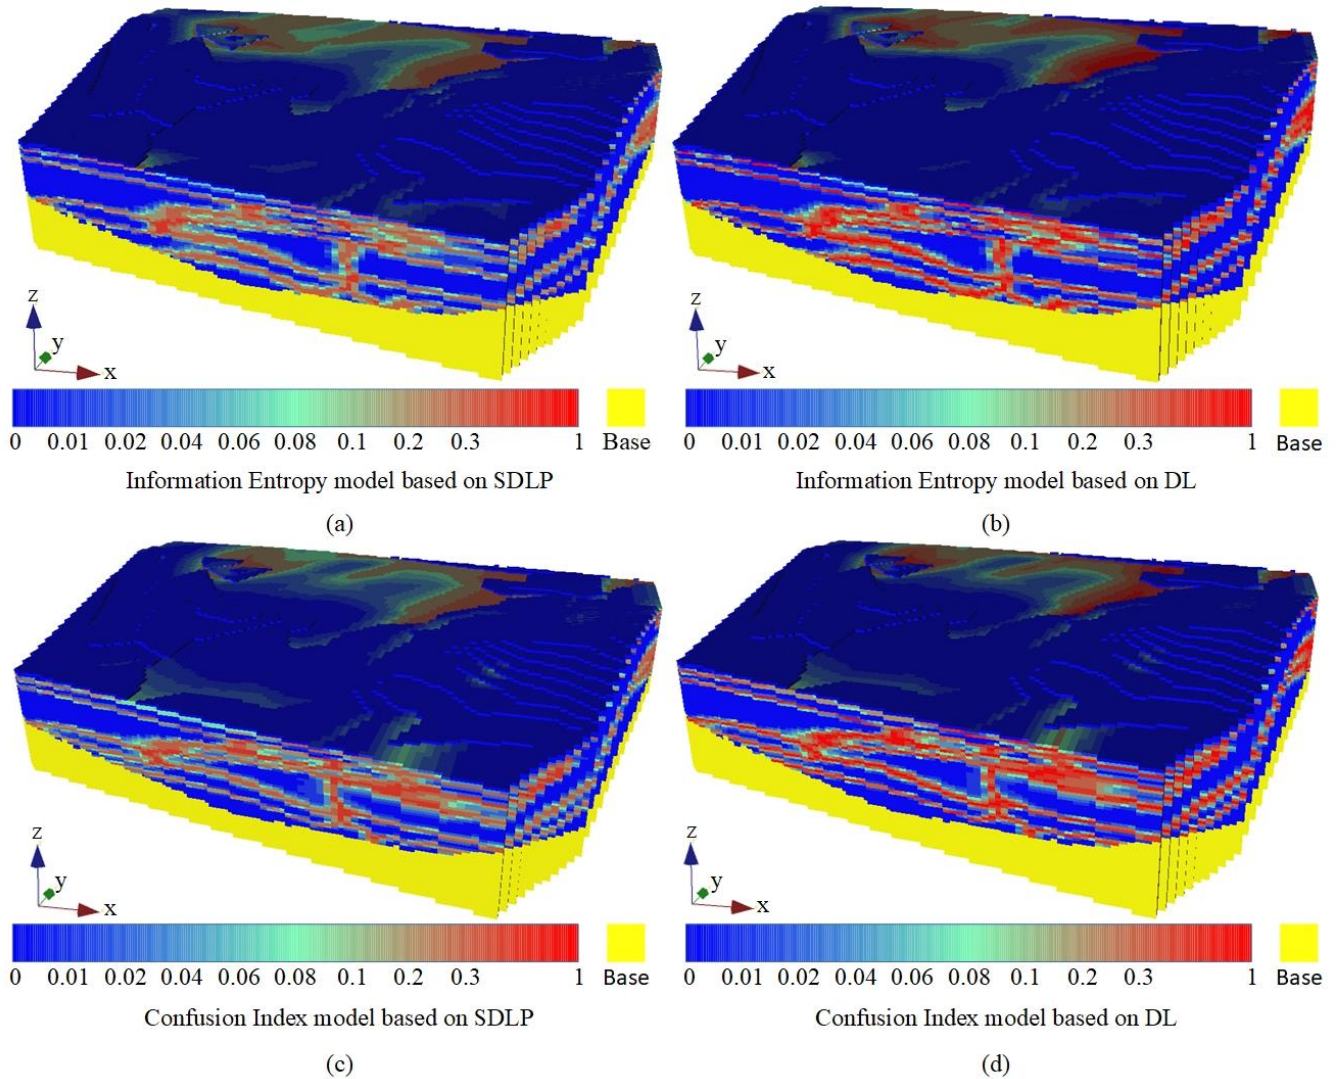 z
y
x
0 0.01 0.02 0.04 0.06 0.08 0.1 0.2 0.3 1 Base
Information Entropy model based on SDLP
(a)
z
y
x
0 0.01 0.02 0.04 0.06 0.08 0.1 0.2 0.3 1 Base
Information Entropy model based on DL
(b)
z
y
x
0 0.01 0.02 0.04 0.06 0.08 0.1 0.2 0.3 1 Base
Confusion Index model based on SDLP
(c)
z
y
x
0 0.01 0.02 0.04 0.06 0.08 0.1 0.2 0.3 1 Base
Confusion Index model based on DL
(d)